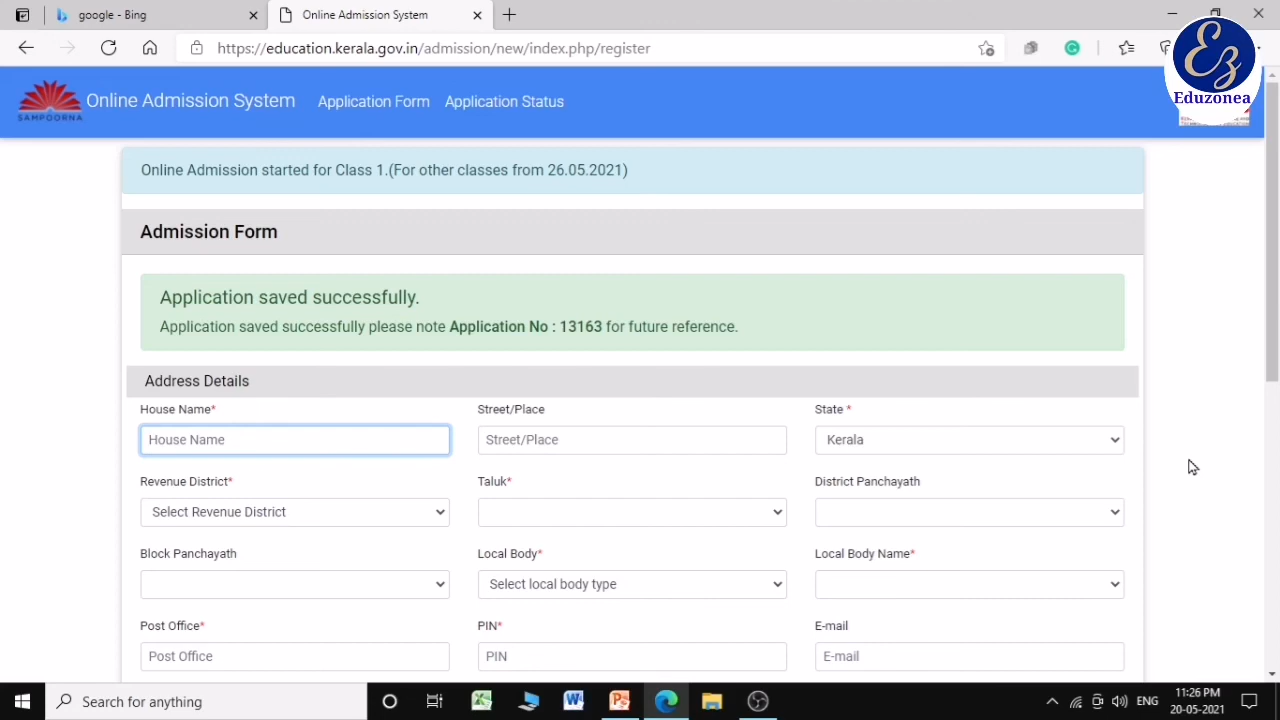 google - Bing
Online Admission System
https://education.kerala.gov.in/admission/new/index.php/register
Ez
Eduzonea
SAMPOORNA
Online Admission System
Application Form
Application Status
Online Admission started for Class 1.(For other classes from 26.05.2021)
Admission Form
Application saved successfully.
Application saved successfully please note Application No : 13163 for future reference.
Address Details
House Name*
Street/Place
State *
House Name
Street/Place
Kerala
Revenue District*
Taluk*
District Panchayath
Select Revenue District
Block Panchayath
Local Body*
Local Body Name*
Select local body type
Post Office*
PIN*
E-mail
Post Office
PIN
E-mail
Search for anything
ENG
11:26 PM
20-05-2021